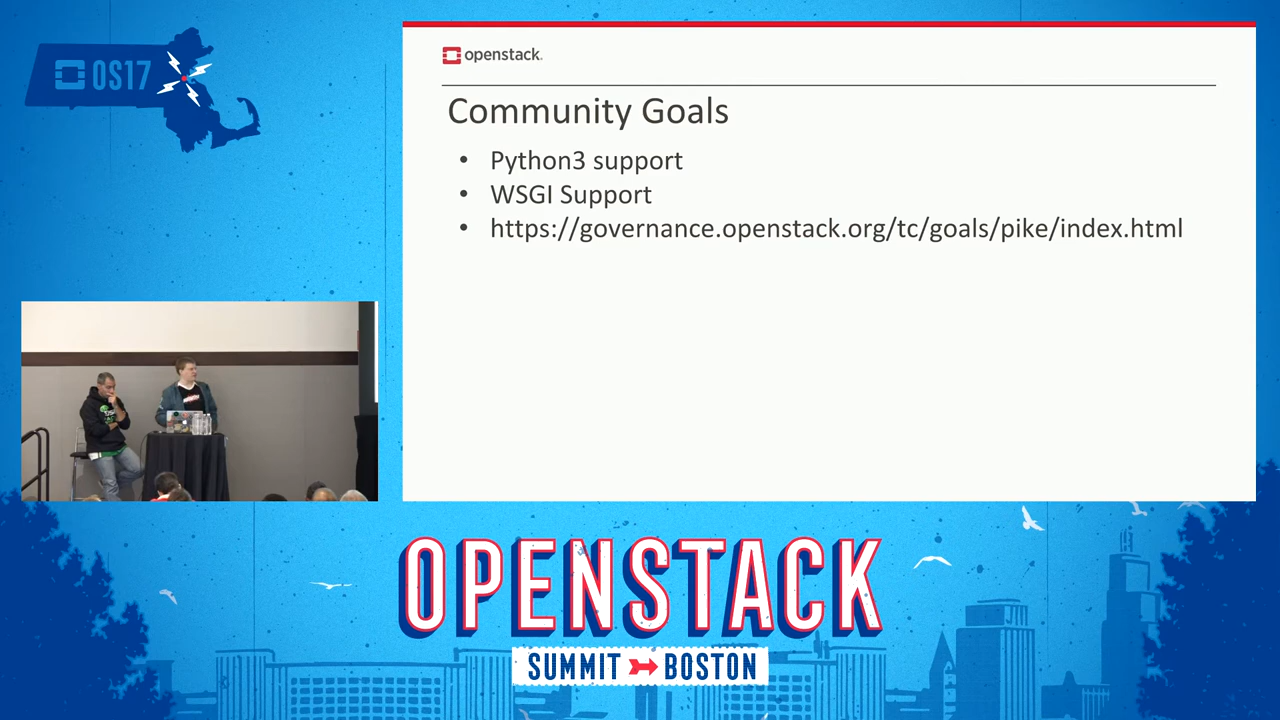 OS17
openstack.
Community Goals
• Python3 support
• WSGI Support
• https://governance.openstack.org/tc/goals/pike/index.html
OPENSTACK
SUMMIT BOSTON